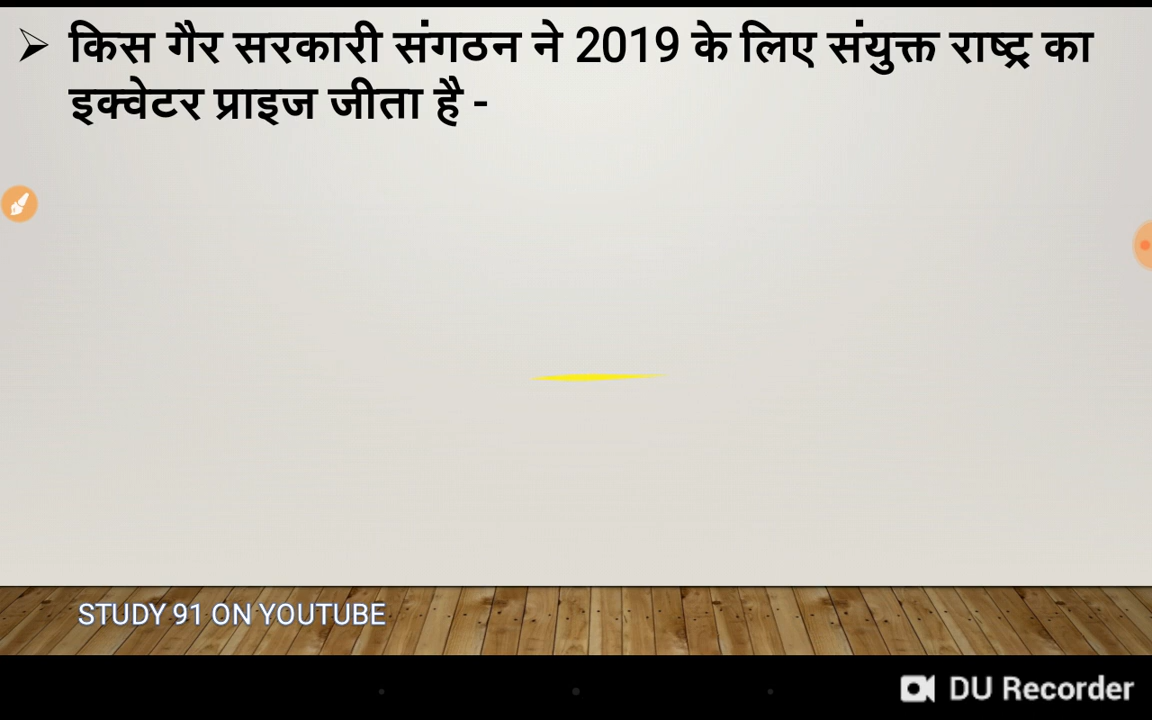 ➢ किस गैर सरकारी संगठन ने 2019 के लिए संयुक्त राष्ट्र का
इक्वेटर प्राइज जीता है -
STUDY 91 ON YOUTUBE
DU Recorder